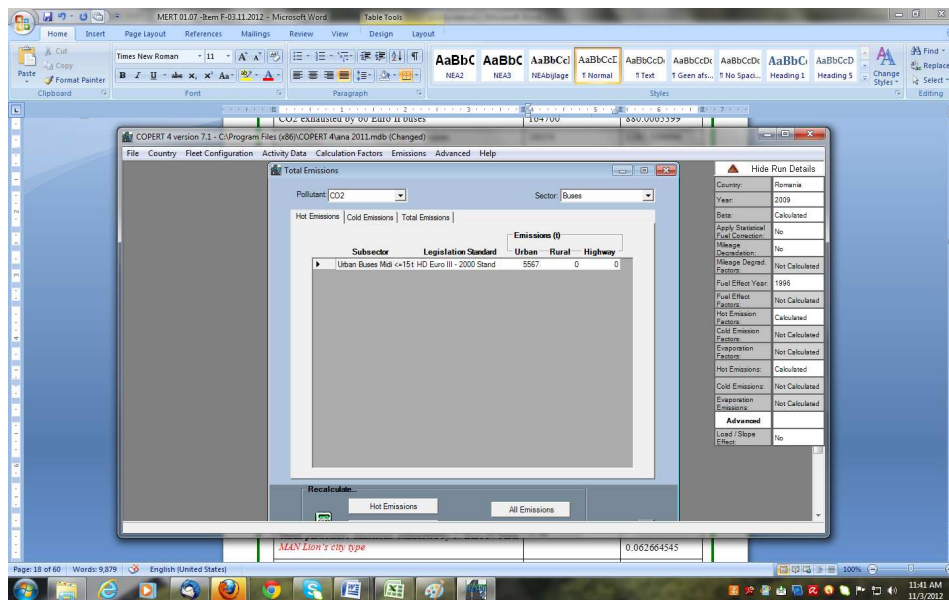 MERT 01.07 -Item F-03.11.2012 - Microsoft Word
Table Tools
Home Insert Page Layout References Mailings Review View Design Layout
Cut
Copy
Format Painter
Paste
Clipboard
Times New Roman 11
Font
Paragraph
AaBbC AaBbC AaBbCcI AaBbCcD AaBbCcDc AaBbCcDc AaBbCcDc AaBbC AaBbCcD
NEA2 NEA3 NEAbijlage ¶ Normal ¶ Text ¶ Geen afs... ¶ No Spaci... Heading 1 Heading 5
Change Styles
Styles
Find
Replace
Select
Editing
CO2 exhausted by 60 Euro II buses 164700 880.0005599
COPERT 4 version 7.1 - C:\Program Files (x86)\COPERT 4\ana 2011.mdb (Changed)
File Country Fleet Configuration Activity Data Calculation Factors Emissions Advanced Help
Total Emissions
Pollutant: CO2
Sector: Buses
Hot Emissions Cold Emissions Total Emissions
Emissions (t)
Subsector Legislation Standard Urban Rural Highway
Urban Buses Midi <=15 t HD Euro III - 2000 Stand 5567 0 0
Recalculate...
Hot Emissions
All Emissions
Hide Run Details
Country: Romania
Year: 2009
Beta: Calculated
Apply Statistical Fuel Correction: No
Mileage Degradation: No
Mileage Degrad. Factors: Not Calculated
Fuel Effect Year: 1996
Fuel Effect Factors: Not Calculated
Hot Emission Factors: Calculated
Cold Emission Factors: Not Calculated
Evaporation Factors: Not Calculated
Hot Emissions: Calculated
Cold Emissions: Not Calculated
Evaporation Emissions: Not Calculated
Advanced
Load / Slope Effect: No
MAN Lion's city type
0.062664545
Page: 18 of 60 Words: 9,879 English (United States)
100%
11:41 AM
11/3/2012